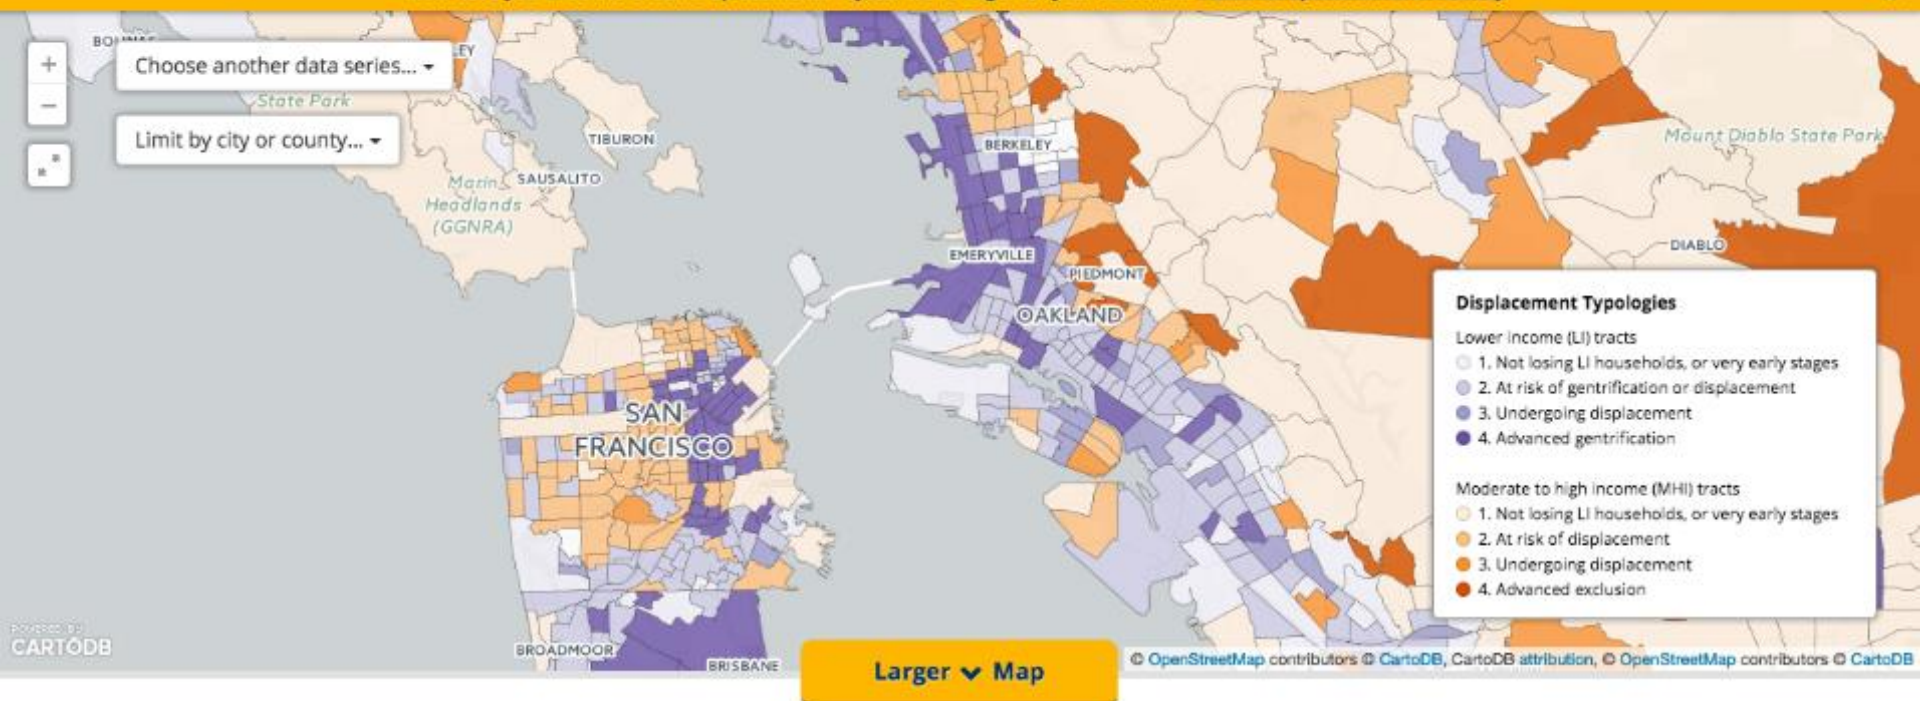 BOLINAS
LEY
+
Choose another data series...
−
State Park
Limit by city or county...
TIBURON
BERKELEY
Mount Diablo State Park
Marin
Headlands
(GGNRA)
SAUSALITO
EMERYVILLE
PIEDMONT
DIABLO
OAKLAND
SAN
FRANCISCO
Displacement Typologies
Lower income (LI) tracts
1. Not losing LI households, or very early stages
2. At risk of gentrification or displacement
3. Undergoing displacement
4. Advanced gentrification
Moderate to high income (MHI) tracts
1. Not losing LI households, or very early stages
2. At risk of displacement
3. Undergoing displacement
4. Advanced exclusion
POWERED BY
CARTODB
BROADMOOR
BRISBANE
Larger Map
© OpenStreetMap contributors © CartoDB, CartoDB attribution, © OpenStreetMap contributors © CartoDB